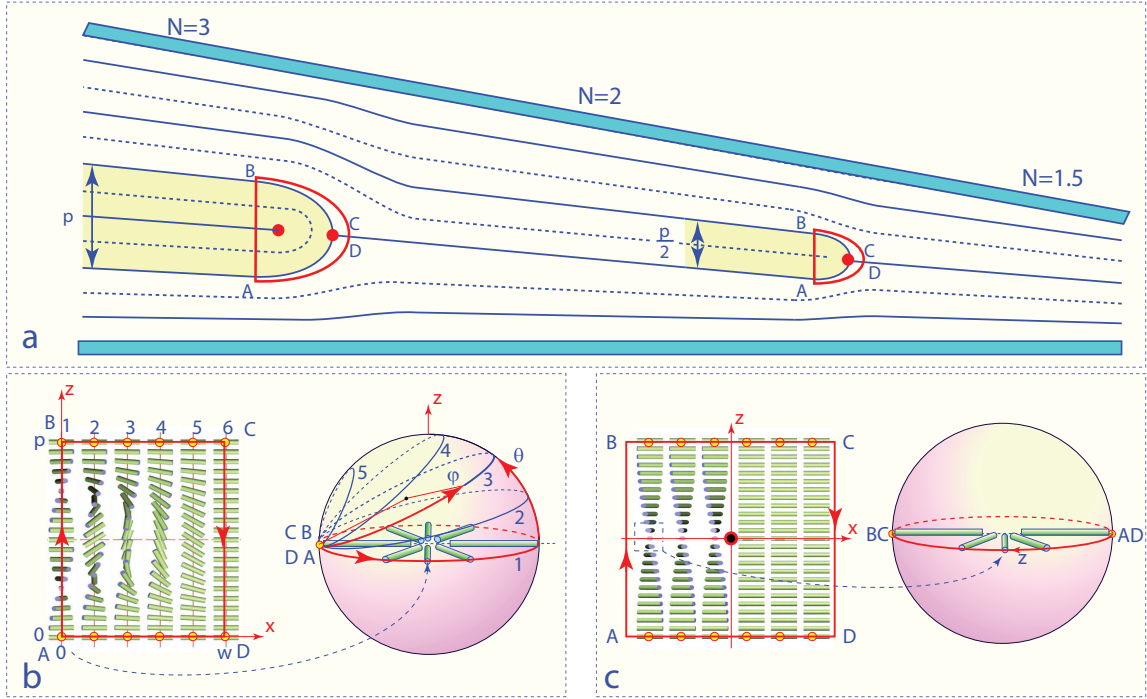 N=3
N=2
N=1.5
p
B
C
D
A
p
2
B
C
D
A
a
z
B 1 2 3 4 5 6 C
p
0
x
A 0 w D
b
z
θ
φ
5
4
3
2
1
C B
D A
z
B C
x
A D
c
BC
AD
z